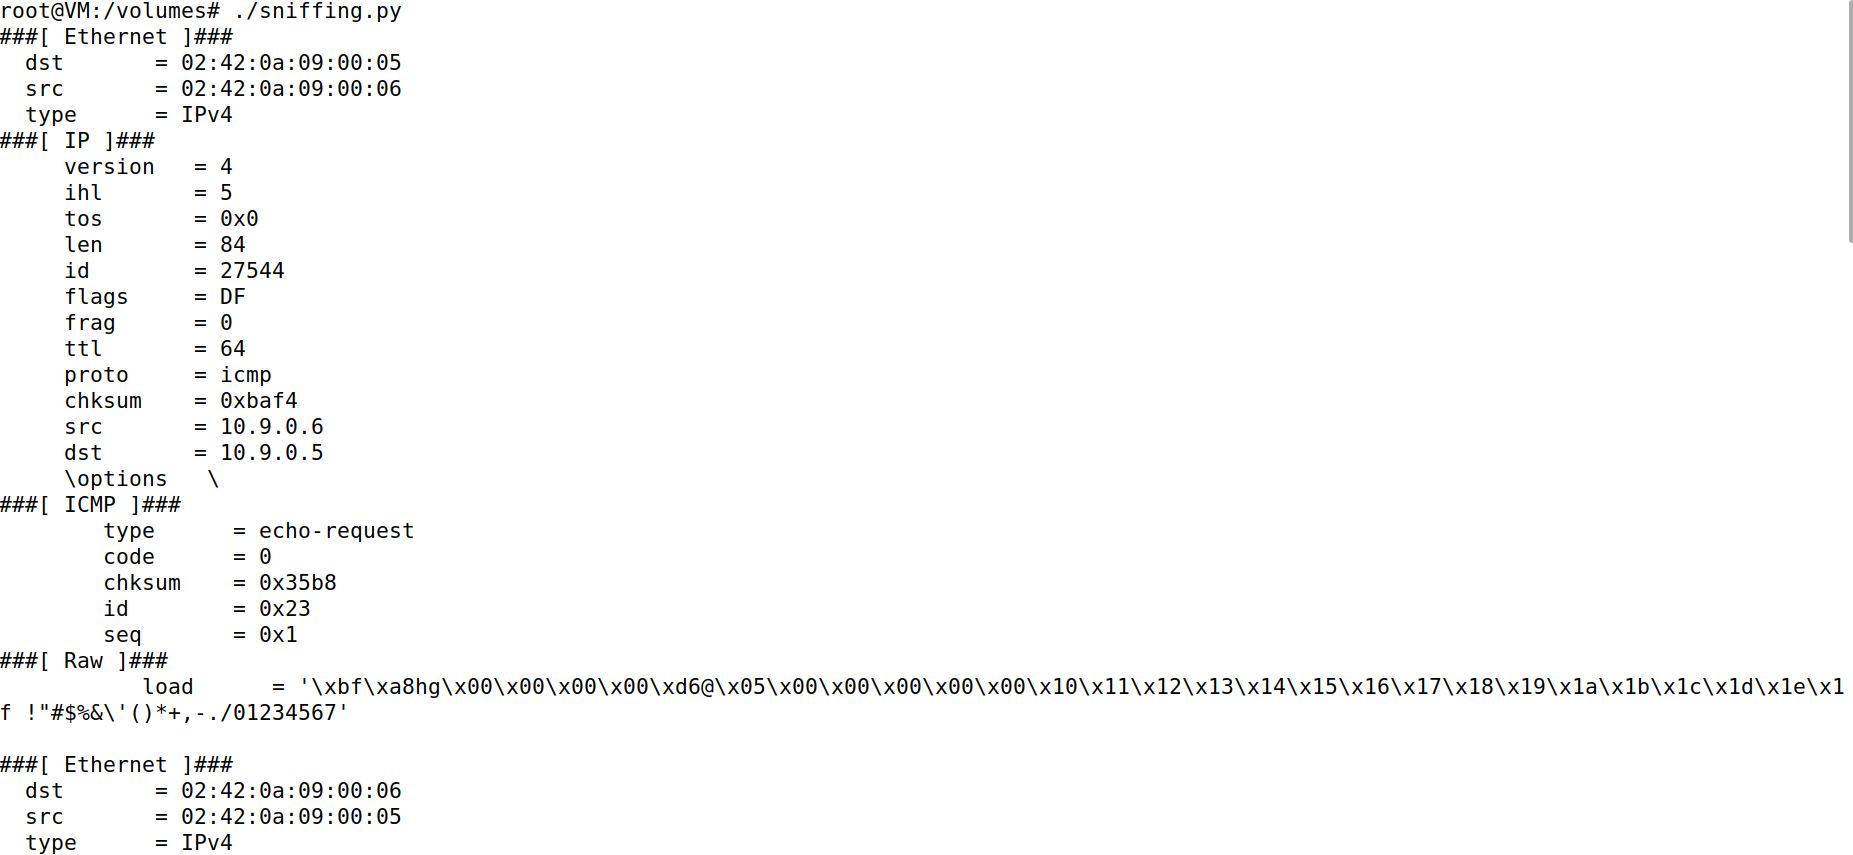 root@VM:/volumes# ./sniffing.py
###[ Ethernet ]###
  dst       = 02:42:0a:09:00:05
  src       = 02:42:0a:09:00:06
  type      = IPv4
###[ IP ]###
     version   = 4
     ihl       = 5
     tos       = 0x0
     len       = 84
     id        = 27544
     flags     = DF
     frag      = 0
     ttl       = 64
     proto     = icmp
     chksum    = 0xbaf4
     src       = 10.9.0.6
     dst       = 10.9.0.5
     \options   \
###[ ICMP ]###
        type      = echo-request
        code      = 0
        chksum    = 0x35b8
        id        = 0x23
        seq       = 0x1
###[ Raw ]###
           load      = '\xbf\xa8hg\x00\x00\x00\x00\xd6@\x05\x00\x00\x00\x00\x00\x10\x11\x12\x13\x14\x15\x16\x17\x18\x19\x1a\x1b\x1c\x1d\x1e\x1
f !"#$%&\'()*+,-./01234567'

###[ Ethernet ]###
  dst       = 02:42:0a:09:00:06
  src       = 02:42:0a:09:00:05
  type      = IPv4